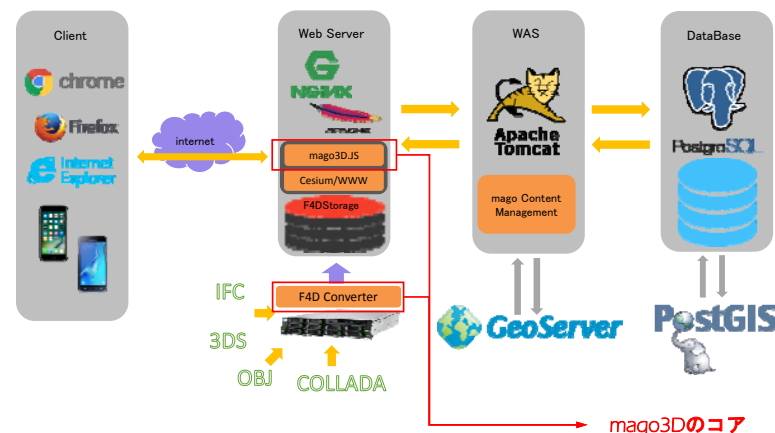 Client
Web Server
WAS
DataBase
chrome
Firefox
Internet
Explorer
internet
NGINX
APACHE
mago3D.JS
Cesium/WWW
F4DStorage
Apache
Tomcat
mago Content
Management
PostgreSQL
F4D Converter
IFC
3DS
OBJ
COLLADA
GeoServer
PostGIS
mago3Dのコア